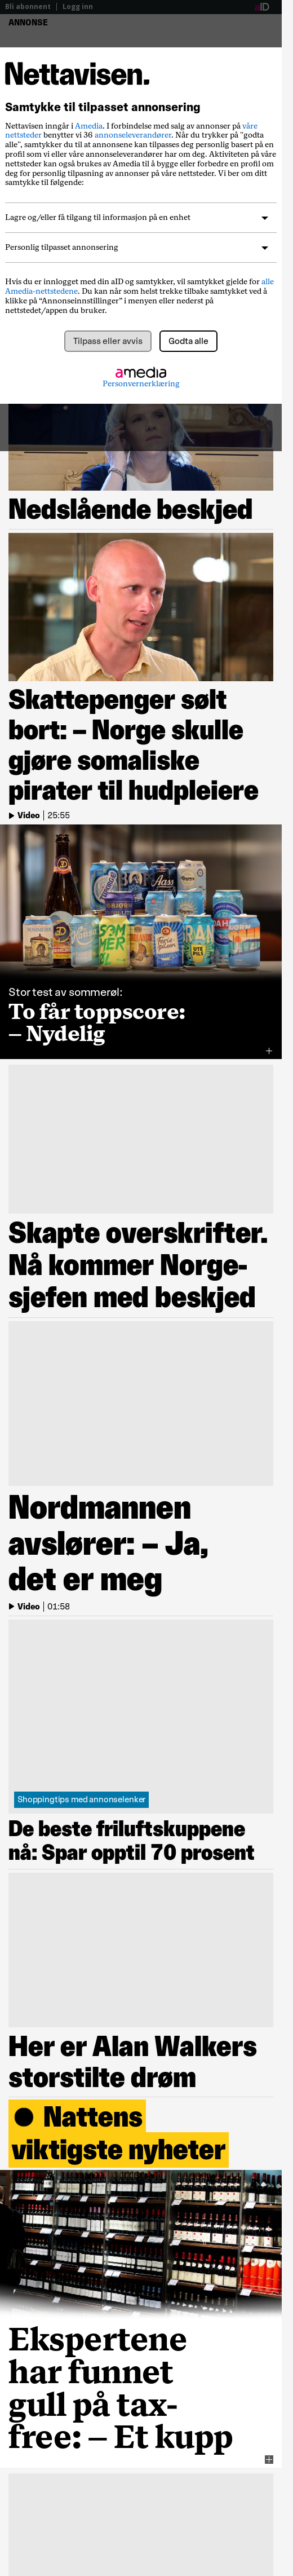 Bli abonnent | Logg inn
aID
ANNONSE
Nettavisen.
Samtykke til tilpasset annonsering
Nettavisen inngår i Amedia. I forbindelse med salg av annonser på våre
nettsteder benytter vi 36 annonseleverandører. Når du trykker på "godta
alle", samtykker du til at annonsene kan tilpasses deg personlig basert på en
profil som vi eller våre annonseleverandører har om deg. Aktiviteten på våre
nettsteder kan også brukes av Amedia til å bygge eller forbedre en profil om
deg for personlig tilpasning av annonser på våre nettsteder. Vi ber om ditt
samtykke til følgende:
Lagre og/eller få tilgang til informasjon på en enhet
Personlig tilpasset annonsering
Hvis du er innlogget med din aID og samtykker, vil samtykket gjelde for alle
Amedia-nettstedene. Du kan når som helst trekke tilbake samtykket ved å
klikke på “Annonseinnstillinger” i menyen eller nederst på
nettstedet/appen du bruker.
Tilpass eller avvis Godta alle
amedia
Personvernerklæring
Nedslående beskjed
Skattepenger sølt
bort: – Norge skulle
gjøre somaliske
pirater til hudpleiere
Video | 25:55
Stor test av sommerøl:
To får toppscore:
– Nydelig
Skapte overskrifter.
Nå kommer Norge-
sjefen med beskjed
Nordmannen
avslører: – Ja,
det er meg
Video | 01:58
Shoppingtips med annonselenker
De beste friluftskuppene
nå: Spar opptil 70 prosent
Her er Alan Walkers
storstilte drøm
Nattens
viktigste nyheter
Ekspertene
har funnet
gull på tax-
free: – Et kupp